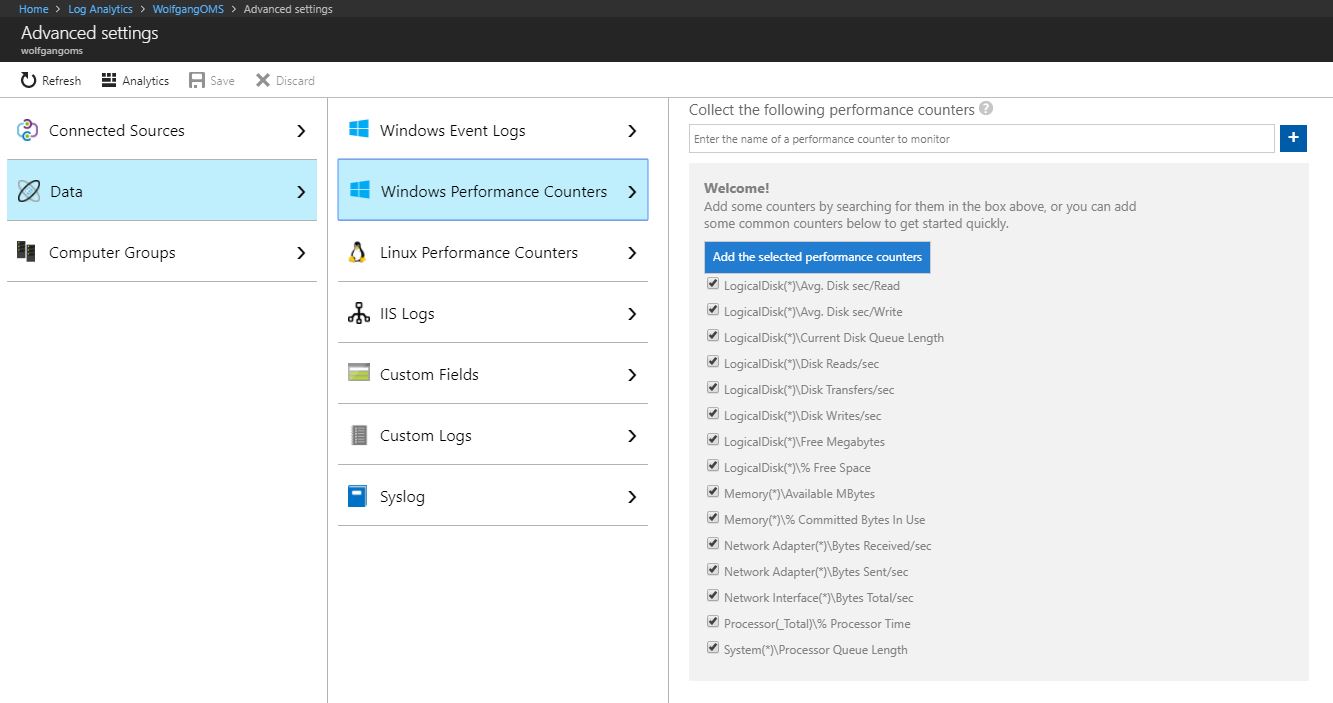 Home > Log Analytics > WolfgangOMS > Advanced settings
Advanced settings
wolfgangoms
Refresh Analytics Save Discard
Connected Sources
Data
Computer Groups
Windows Event Logs
Windows Performance Counters
Linux Performance Counters
IIS Logs
Custom Fields
Custom Logs
Syslog
Collect the following performance counters ?
Enter the name of a performance counter to monitor +
Welcome!
Add some counters by searching for them in the box above, or you can add
some common counters below to get started quickly.
Add the selected performance counters
LogicalDisk(*)\Avg. Disk sec/Read
LogicalDisk(*)\Avg. Disk sec/Write
LogicalDisk(*)\Current Disk Queue Length
LogicalDisk(*)\Disk Reads/sec
LogicalDisk(*)\Disk Transfers/sec
LogicalDisk(*)\Disk Writes/sec
LogicalDisk(*)\Free Megabytes
LogicalDisk(*)\% Free Space
Memory(*)\Available MBytes
Memory(*)\% Committed Bytes In Use
Network Adapter(*)\Bytes Received/sec
Network Adapter(*)\Bytes Sent/sec
Network Interface(*)\Bytes Total/sec
Processor(_Total)\% Processor Time
System(*)\Processor Queue Length